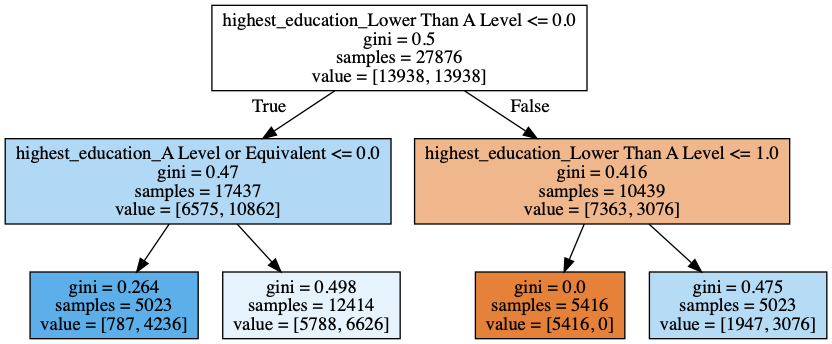 highest_education_Lower Than A Level <= 0.0
gini = 0.5
samples = 27876
value = [13938, 13938]
True
False
highest_education_A Level or Equivalent <= 0.0
gini = 0.47
samples = 17437
value = [6575, 10862]
highest_education_Lower Than A Level <= 1.0
gini = 0.416
samples = 10439
value = [7363, 3076]
gini = 0.264
samples = 5023
value = [787, 4236]
gini = 0.498
samples = 12414
value = [5788, 6626]
gini = 0.0
samples = 5416
value = [5416, 0]
gini = 0.475
samples = 5023
value = [1947, 3076]